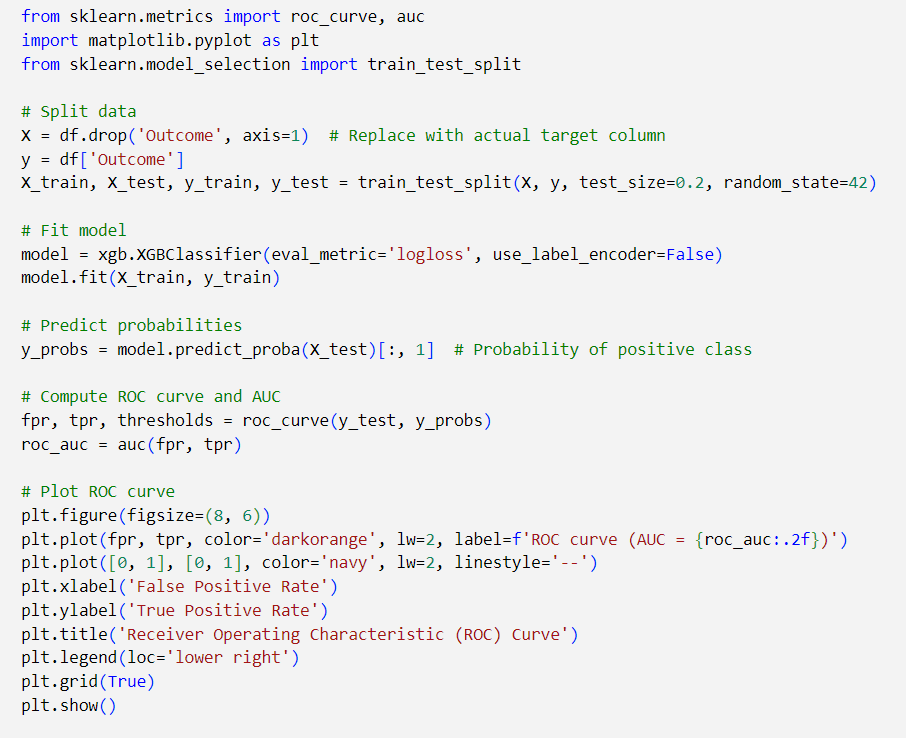 from sklearn.metrics import roc_curve, auc
import matplotlib.pyplot as plt
from sklearn.model_selection import train_test_split
# Split data
X = df.drop('Outcome', axis=1)  # Replace with actual target column
y = df['Outcome']
X_train, X_test, y_train, y_test = train_test_split(X, y, test_size=0.2, random_state=42)
# Fit model
model = xgb.XGBClassifier(eval_metric='logloss', use_label_encoder=False)
model.fit(X_train, y_train)
# Predict probabilities
y_probs = model.predict_proba(X_test)[:, 1]  # Probability of positive class
# Compute ROC curve and AUC
fpr, tpr, thresholds = roc_curve(y_test, y_probs)
roc_auc = auc(fpr, tpr)
# Plot ROC curve
plt.figure(figsize=(8, 6))
plt.plot(fpr, tpr, color='darkorange', lw=2, label=f'ROC curve (AUC = {roc_auc:.2f})')
plt.plot([0, 1], [0, 1], color='navy', lw=2, linestyle='--')
plt.xlabel('False Positive Rate')
plt.ylabel('True Positive Rate')
plt.title('Receiver Operating Characteristic (ROC) Curve')
plt.legend(loc='lower right')
plt.grid(True)
plt.show()